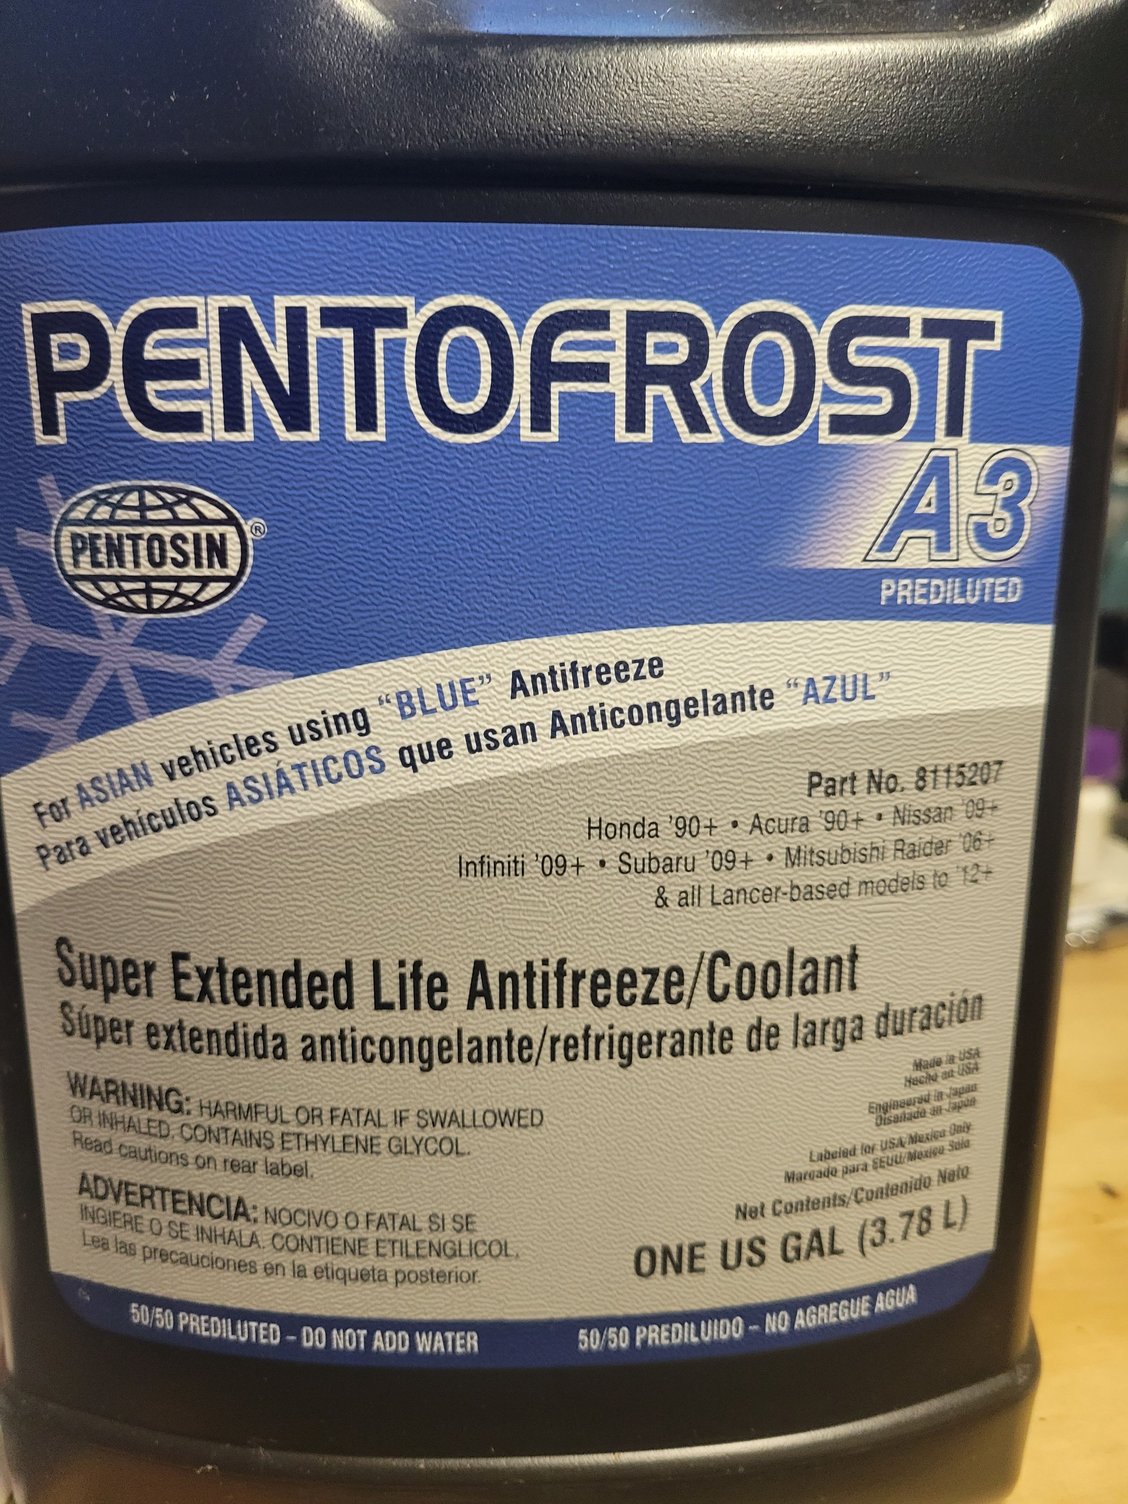 PENTOFROST
A3
PREDILUTED
PENTOSIN®
For ASIAN vehicles using "BLUE" Antifreeze
Para vehículos ASIÁTICOS que usan Anticongelante "AZUL"
Part No. 8115207
Honda '90+ • Acura '90+ • Nissan '09+
Infiniti '09+ • Subaru '09+ • Mitsubishi Raider '06+
& all Lancer-based models to '12+
Super Extended Life Antifreeze/Coolant
Súper extendida anticongelante/refrigerante de larga duración
Made in USA
Hecho en USA
Engineered in Japan
Diseñado en Japón
Labeled for USA/Mexico Only
Marcado para EEUU/Mexico Solo
WARNING: HARMFUL OR FATAL IF SWALLOWED
OR INHALED. CONTAINS ETHYLENE GLYCOL.
Read cautions on rear label.
ADVERTENCIA: NOCIVO O FATAL SI SE
INGIERE O SE INHALA. CONTIENE ETILENGLICOL.
Lea las precauciones en la etiqueta posterior.
Net Contents/Contenido Neto
ONE US GAL (3.78 L)
50/50 PREDILUTED – DO NOT ADD WATER
50/50 PREDILUIDO – NO AGREGUE AGUA